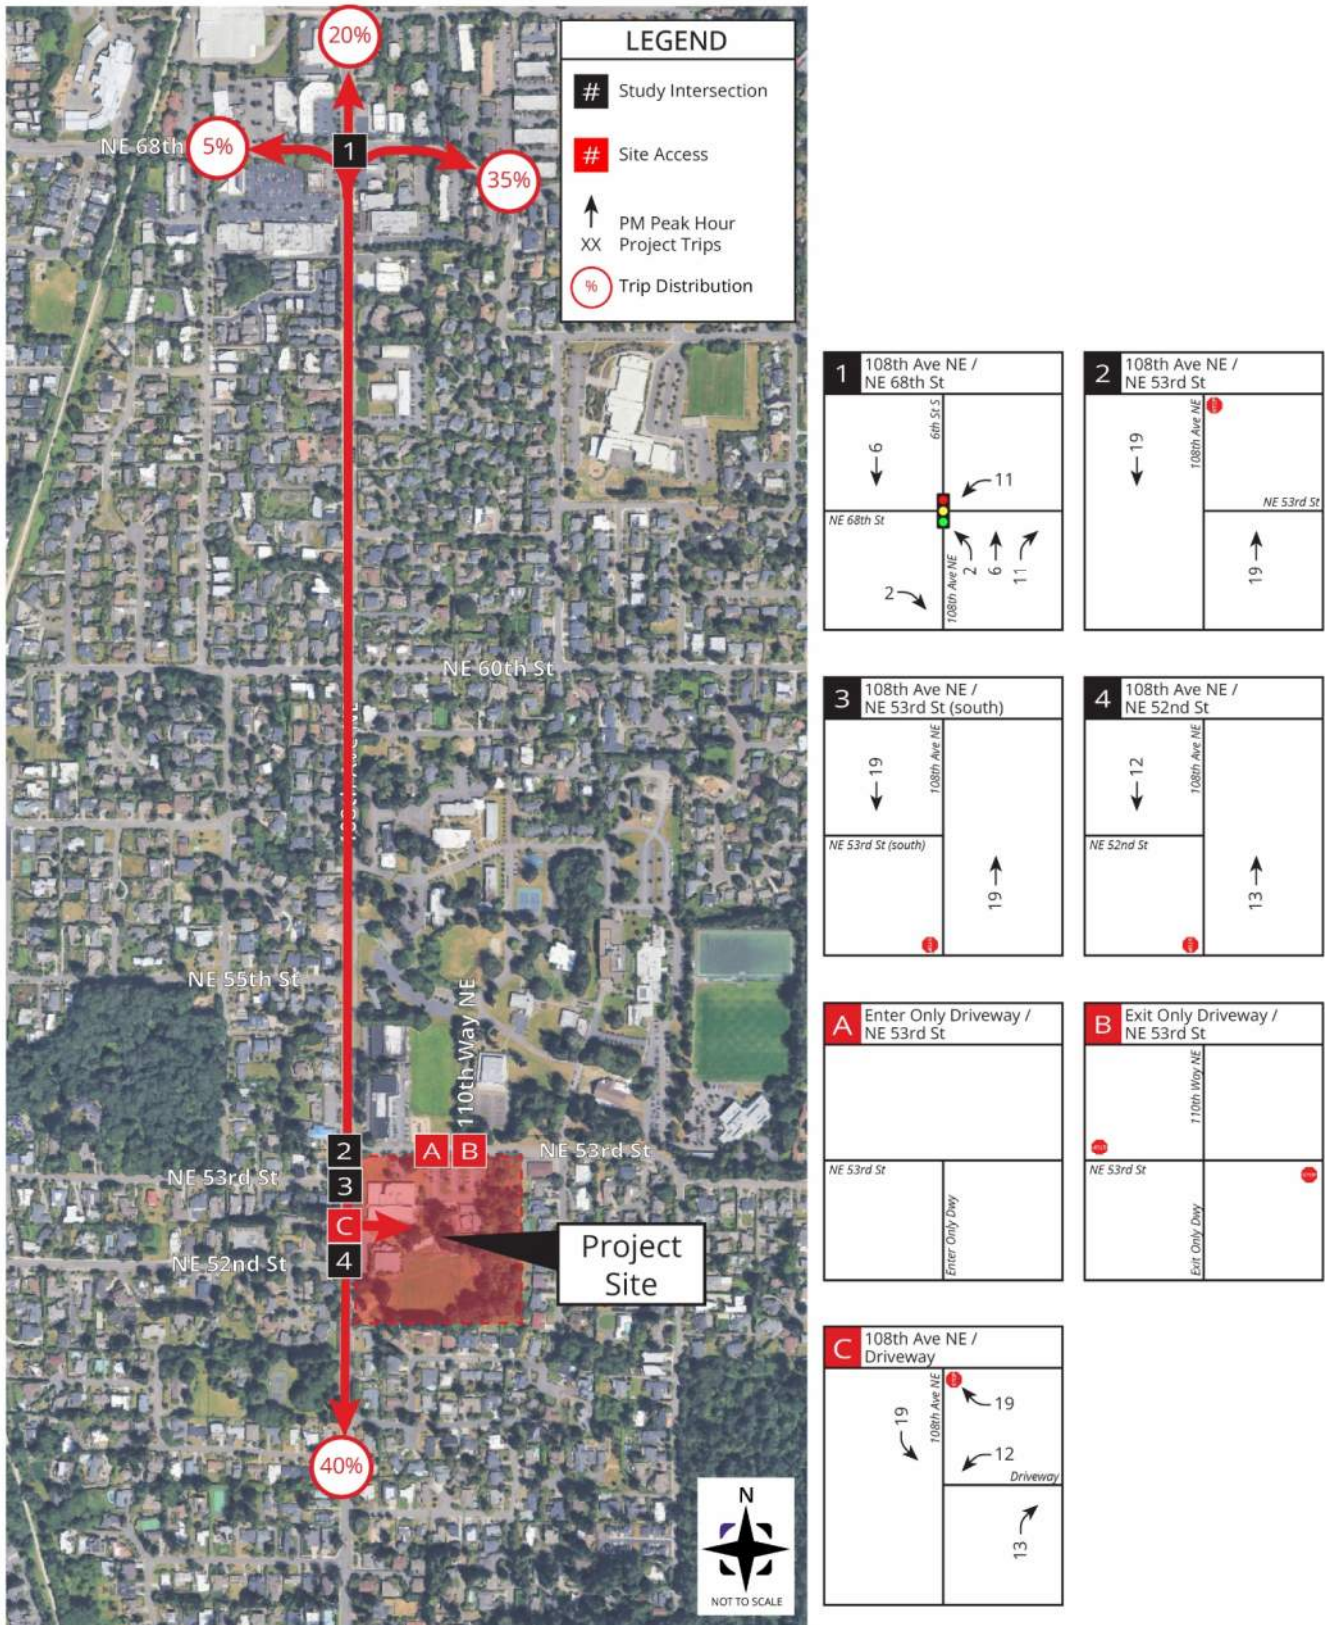 20%
NE 68th
5%
1
35%
LEGEND
# Study Intersection
# Site Access
XX
PM Peak Hour
Project Trips
% Trip Distribution
NE 60th St
108th Ave NE
NE 55th St
110th Way NE
2
A
B
NE 53rd St
NE 53rd St
3
C
4
NE 52nd St
Project
Site
40%
N
NOT TO SCALE
1
108th Ave NE /
NE 68th St
6th St S
6
11
NE 68th St
108th Ave NE
2
6
11
2
2
108th Ave NE /
NE 53rd St
108th Ave NE
19
NE 53rd St
19
3
108th Ave NE /
NE 53rd St (south)
108th Ave NE
19
NE 53rd St (south)
19
4
108th Ave NE /
NE 52nd St
108th Ave NE
12
NE 52nd St
13
A
Enter Only Driveway /
NE 53rd St
NE 53rd St
Enter Only Dwy
B
Exit Only Driveway /
NE 53rd St
110th Way NE
NE 53rd St
Exit Only Dwy
C
108th Ave NE /
Driveway
108th Ave NE
19
19
12
Driveway
13